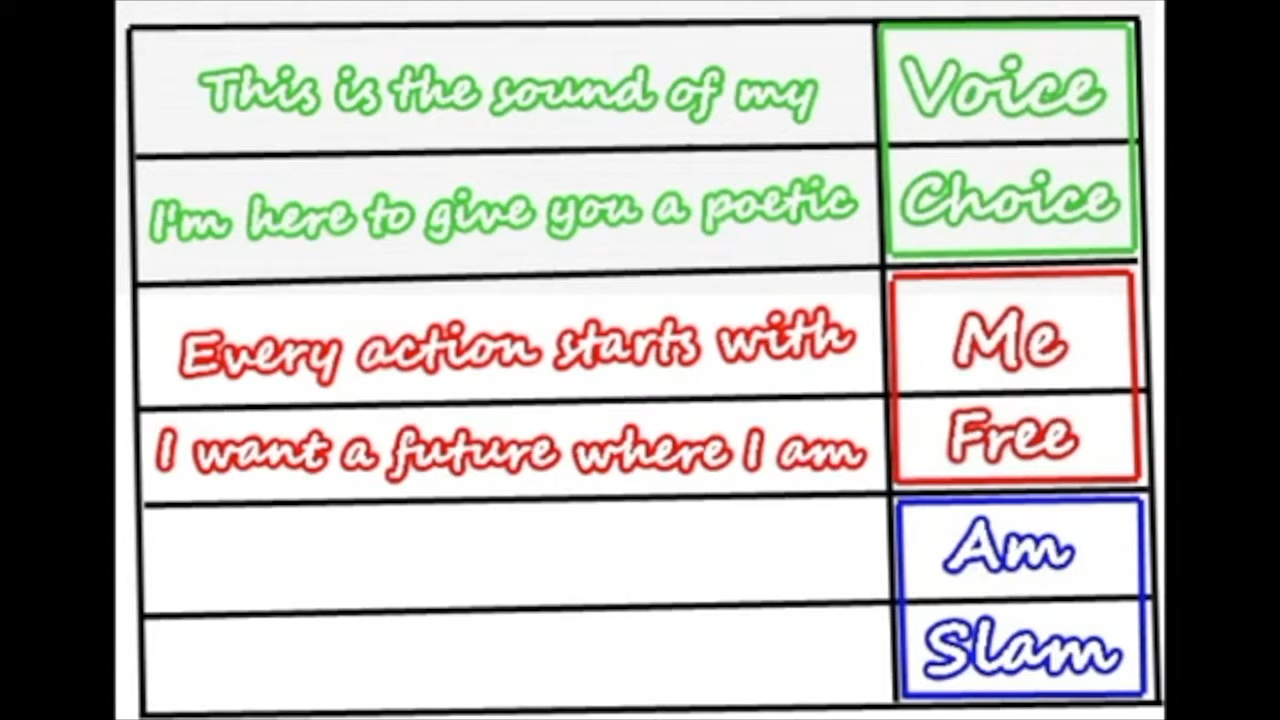 This is the sound of my Voice
I'm here to give you a poetic Choice
Every action starts with Me
I want a future where I am Free
Am
Slam